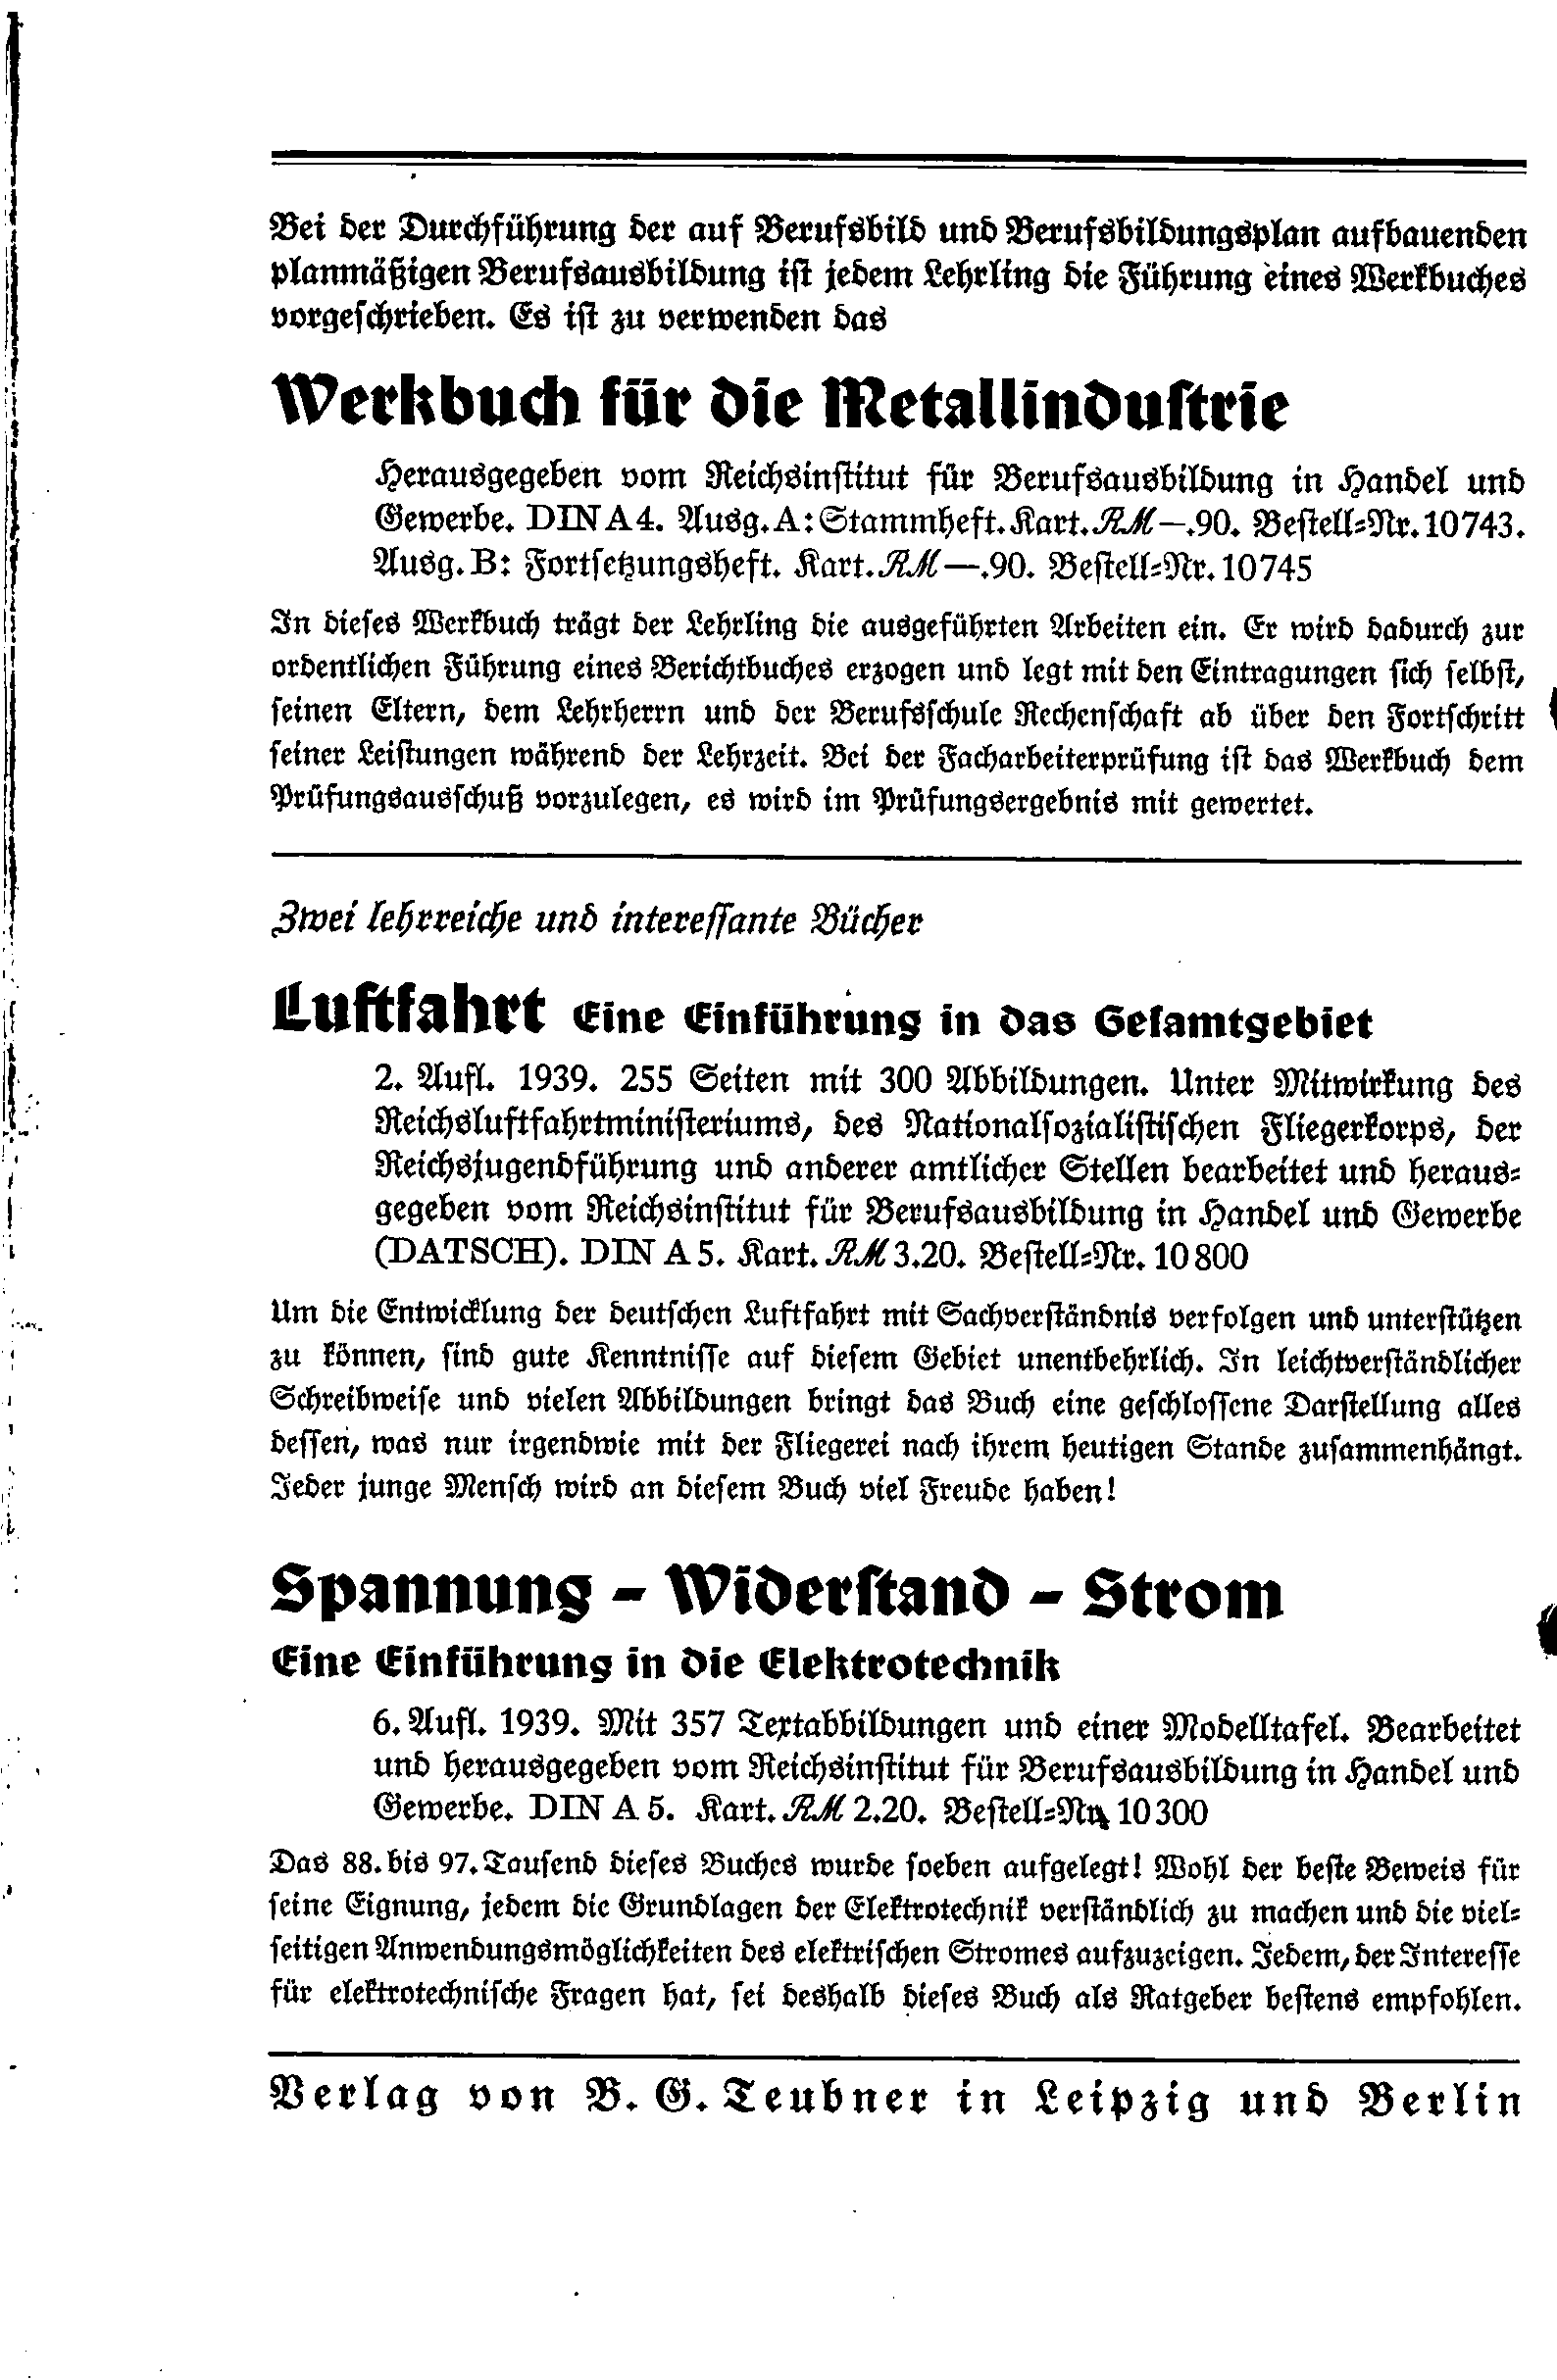 Bei der Durchführung der auf Berufsbild und Berufsbildungsplan aufbauenden
planmäßigen Berufsausbildung ist jedem Lehrling die Führung eines Werkbuches
vorgeschrieben. Es ist zu verwenden das
Werkbuch für die Metallindustrie
Herausgegeben vom Reichsinstitut für Berufsausbildung in Handel und
Gewerbe. DIN A 4. Ausg. A: Stammheft. Kart. RM —.90. Bestell-Nr. 10 743.
Ausg. B: Fortsetzungsheft. Kart. RM —.90. Bestell-Nr. 10 745
In dieses Werkbuch trägt der Lehrling die ausgeführten Arbeiten ein. Er wird dadurch zur
ordentlichen Führung eines Berichtbuches erzogen und legt mit den Eintragungen sich selbst,
seinen Eltern, dem Lehrherrn und der Berufsschule Rechenschaft ab über den Fortschritt
seiner Leistungen während der Lehrzeit. Bei der Facharbeiterprüfung ist das Werkbuch dem
Prüfungsausschuß vorzulegen, es wird im Prüfungsergebnis mit gewertet.
Zwei lehrreiche und interessante Bücher
Luftfahrt Eine Einführung in das Gesamtgebiet
2. Aufl. 1939. 255 Seiten mit 300 Abbildungen. Unter Mitwirkung des
Reichsluftfahrtministeriums, des Nationalsozialistischen Fliegerkorps, der
Reichsjugendführung und anderer amtlicher Stellen bearbeitet und heraus-
gegeben vom Reichsinstitut für Berufsausbildung in Handel und Gewerbe
(DATSCH). DIN A 5. Kart. RM 3.20. Bestell-Nr. 10 800
Um die Entwicklung der deutschen Luftfahrt mit Sachverständnis verfolgen und unterstützen
zu können, sind gute Kenntnisse auf diesem Gebiet unentbehrlich. In leichtverständlicher
Schreibweise und vielen Abbildungen bringt das Buch eine geschlossene Darstellung alles
dessen, was nur irgendwie mit der Fliegerei nach ihrem heutigen Stande zusammenhängt.
Jeder junge Mensch wird an diesem Buch viel Freude haben!
Spannung – Widerstand – Strom
Eine Einführung in die Elektrotechnik
6. Aufl. 1939. Mit 357 Textabbildungen und einer Modelltafel. Bearbeitet
und herausgegeben vom Reichsinstitut für Berufsausbildung in Handel und
Gewerbe. DIN A 5. Kart. RM 2.20. Bestell-Nr. 10 300
Das 88. bis 97. Tausend dieses Buches wurde soeben aufgelegt! Wohl der beste Beweis für
seine Eignung, jedem die Grundlagen der Elektrotechnik verständlich zu machen und die viel-
seitigen Anwendungsmöglichkeiten des elektrischen Stromes aufzuzeigen. Jedem, der Interesse
für elektrotechnische Fragen hat, sei deshalb dieses Buch als Ratgeber bestens empfohlen.
Verlag von B. G. Teubner in Leipzig und Berlin